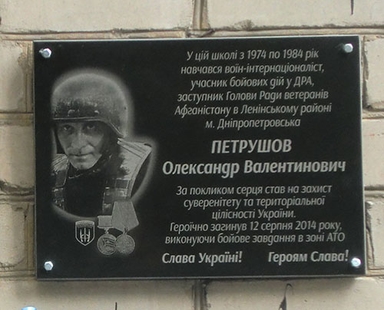 У цій школі з 1974 по 1984 рік
навчався воїн-інтернаціоналіст,
учасник бойових дій у ДРА,
заступник Голови Ради ветеранів
Афганістану в Ленінському районі
м. Дніпропетровська
ПЕТРУШОВ
Олександр Валентинович
За покликом серця став на захист
суверенітету та територіальної
цілісності України.
Героїчно загинув 12 серпня 2014 року,
виконуючи бойове завдання в зоні АТО
Слава Україні! Героям Слава!